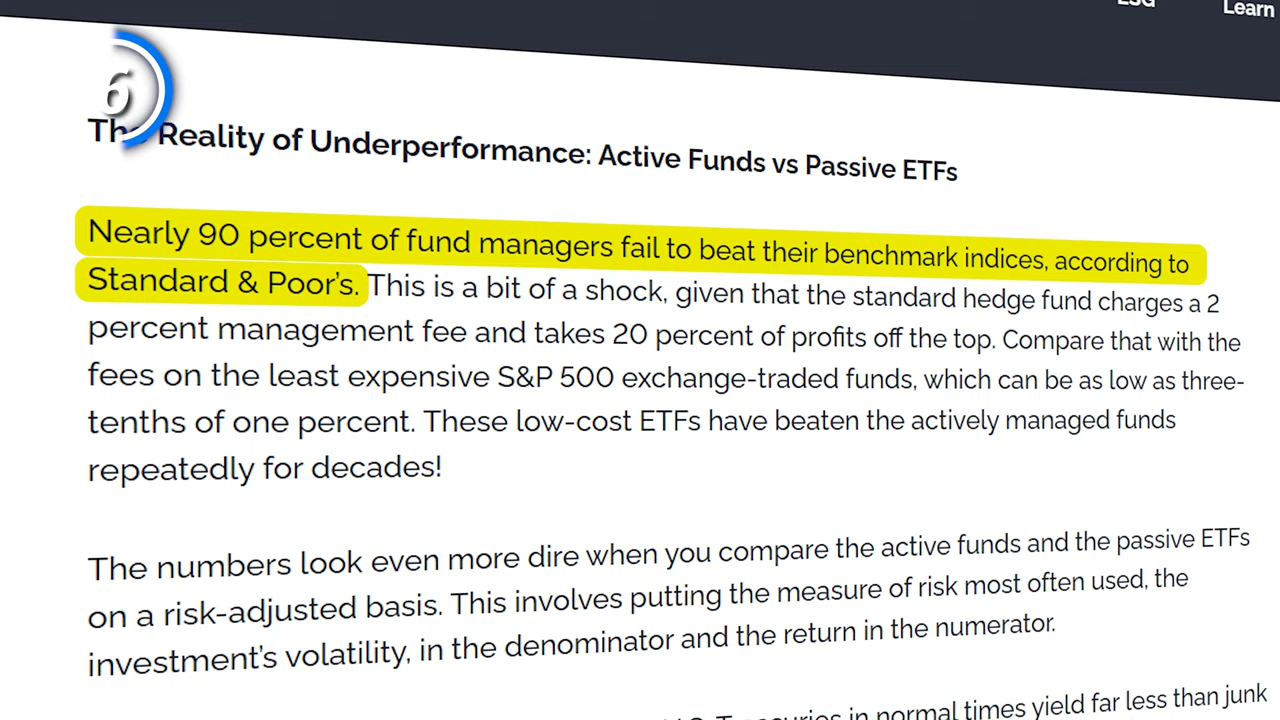 Learn
6
The Reality of Underperformance: Active Funds vs Passive ETFs
Nearly 90 percent of fund managers fail to beat their benchmark indices, according to
Standard & Poor's. This is a bit of a shock, given that the standard hedge fund charges a 2
percent management fee and takes 20 percent of profits off the top. Compare that with the
fees on the least expensive S&P 500 exchange-traded funds, which can be as low as three-
tenths of one percent. These low-cost ETFs have beaten the actively managed funds
repeatedly for decades!
The numbers look even more dire when you compare the active funds and the passive ETFs
on a risk-adjusted basis. This involves putting the measure of risk most often used, the
investment's volatility, in the denominator and the return in the numerator.
in normal times yield far less than junk